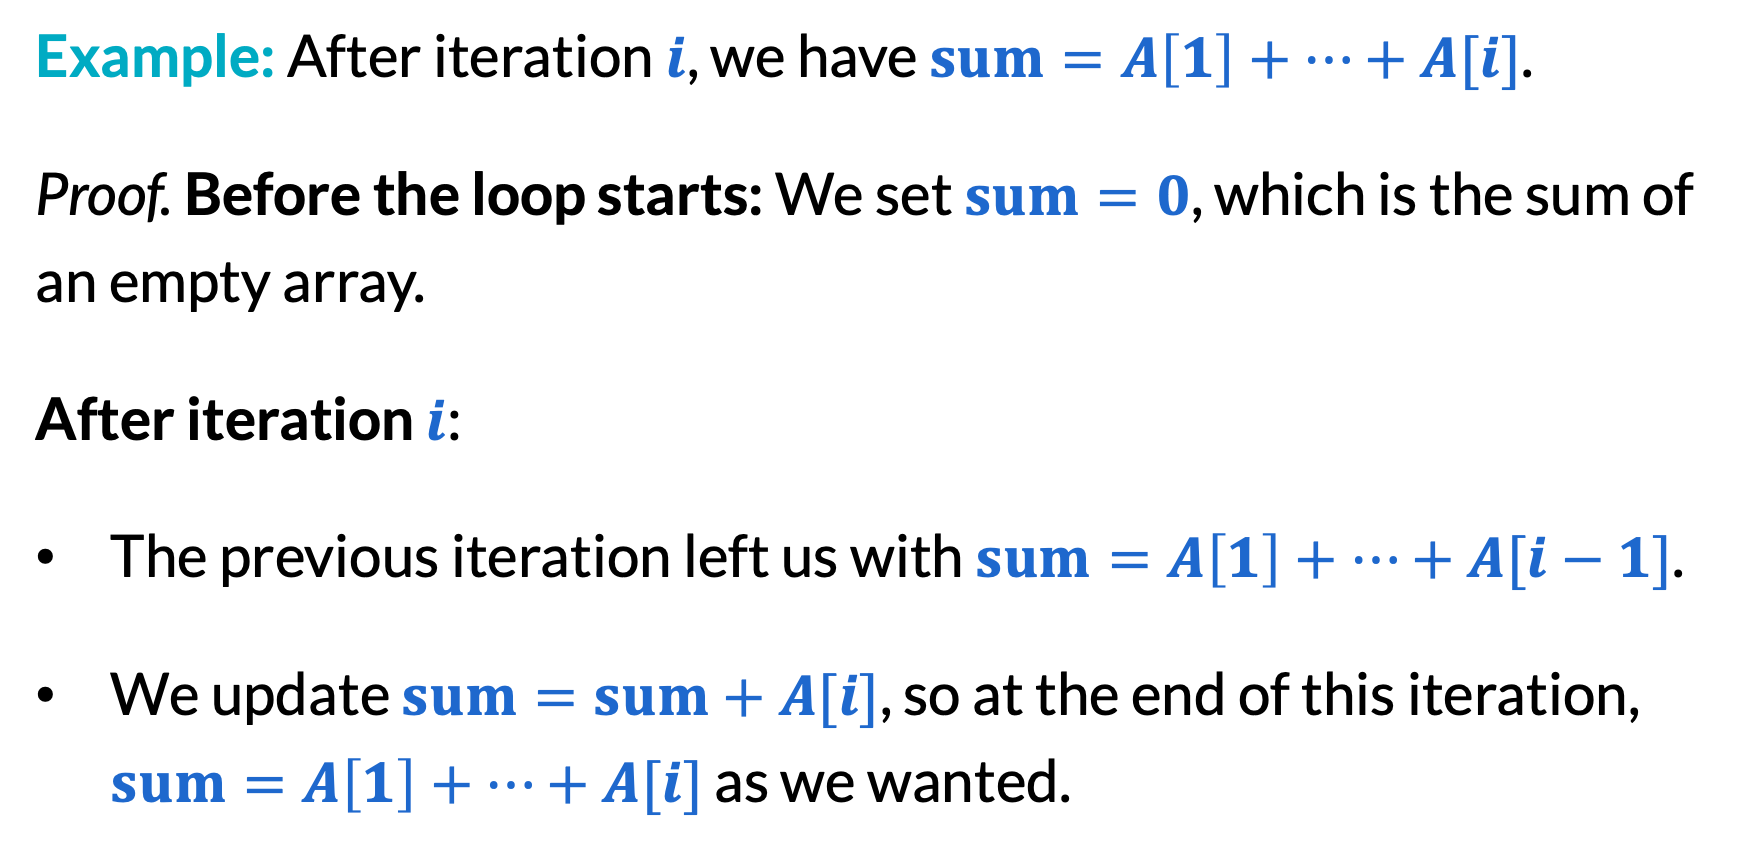 Example: After iteration i, we have sum = A[1] + ⋯ + A[i].
Proof. Before the loop starts: We set sum = 0, which is the sum of
an empty array.
After iteration i:
• The previous iteration left us with sum = A[1] + ⋯ + A[i − 1].
• We update sum = sum + A[i], so at the end of this iteration,
sum = A[1] + ⋯ + A[i] as we wanted.